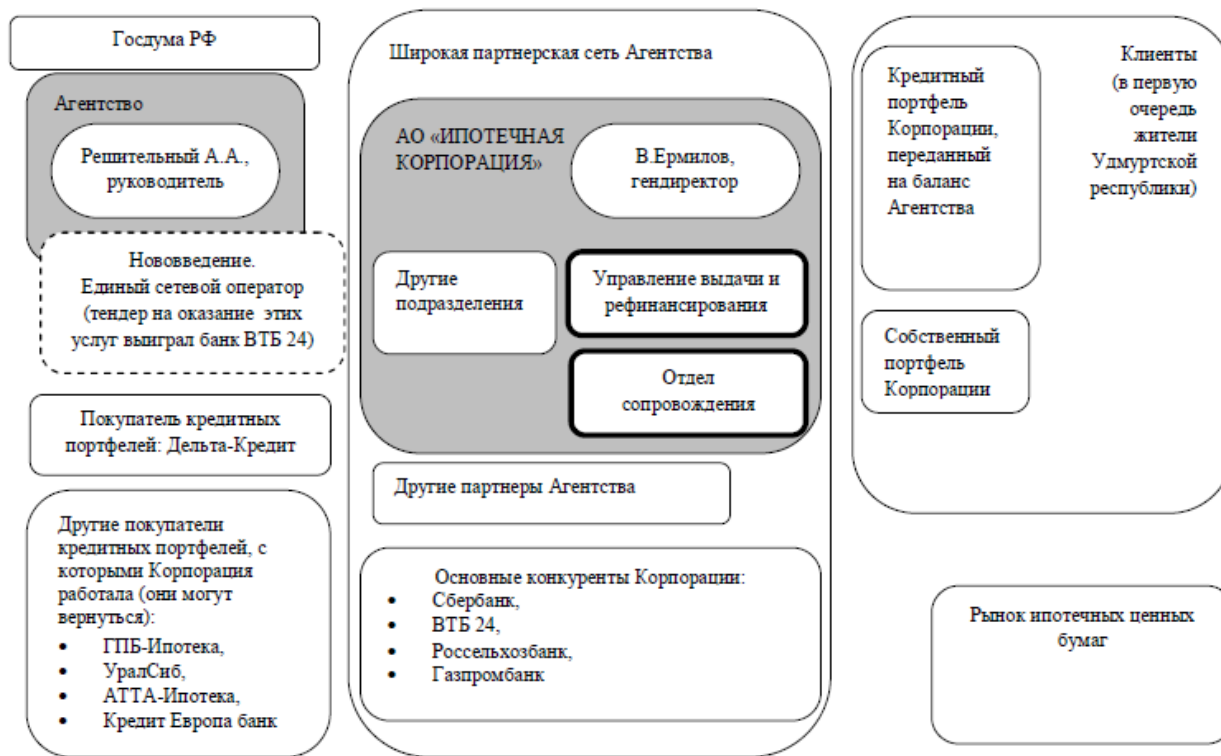 Госдума РФ
Агентство
Решительный А.А.,
руководитель
Нововведение.
Единый сетевой оператор
(тендер на оказание этих
услуг выиграл банк ВТБ 24)
Покупатель кредитных
портфелей: Дельта-Кредит
Другие покупатели
кредитных портфелей, с
которыми Корпорация
работала (они могут
вернуться):
• ГПБ-Ипотека,
• УралСиб,
• АТТА-Ипотека,
• Кредит Европа банк
Широкая партнерская сеть Агентства
АО «ИПОТЕЧНАЯ
КОРПОРАЦИЯ»
В.Ермилов,
гендиректор
Другие
подразделения
Управление выдачи и
рефинансирования
Отдел
сопровождения
Другие партнеры Агентства
Основные конкуренты Корпорации:
• Сбербанк,
• ВТБ 24,
• Россельхозбанк,
• Газпромбанк
Кредитный
портфель
Корпорации,
переданный
на баланс
Агентства
Клиенты
(в первую
очередь
жители
Удмуртской
республики)
Собственный
портфель
Корпорации
Рынок ипотечных ценных
бумаг